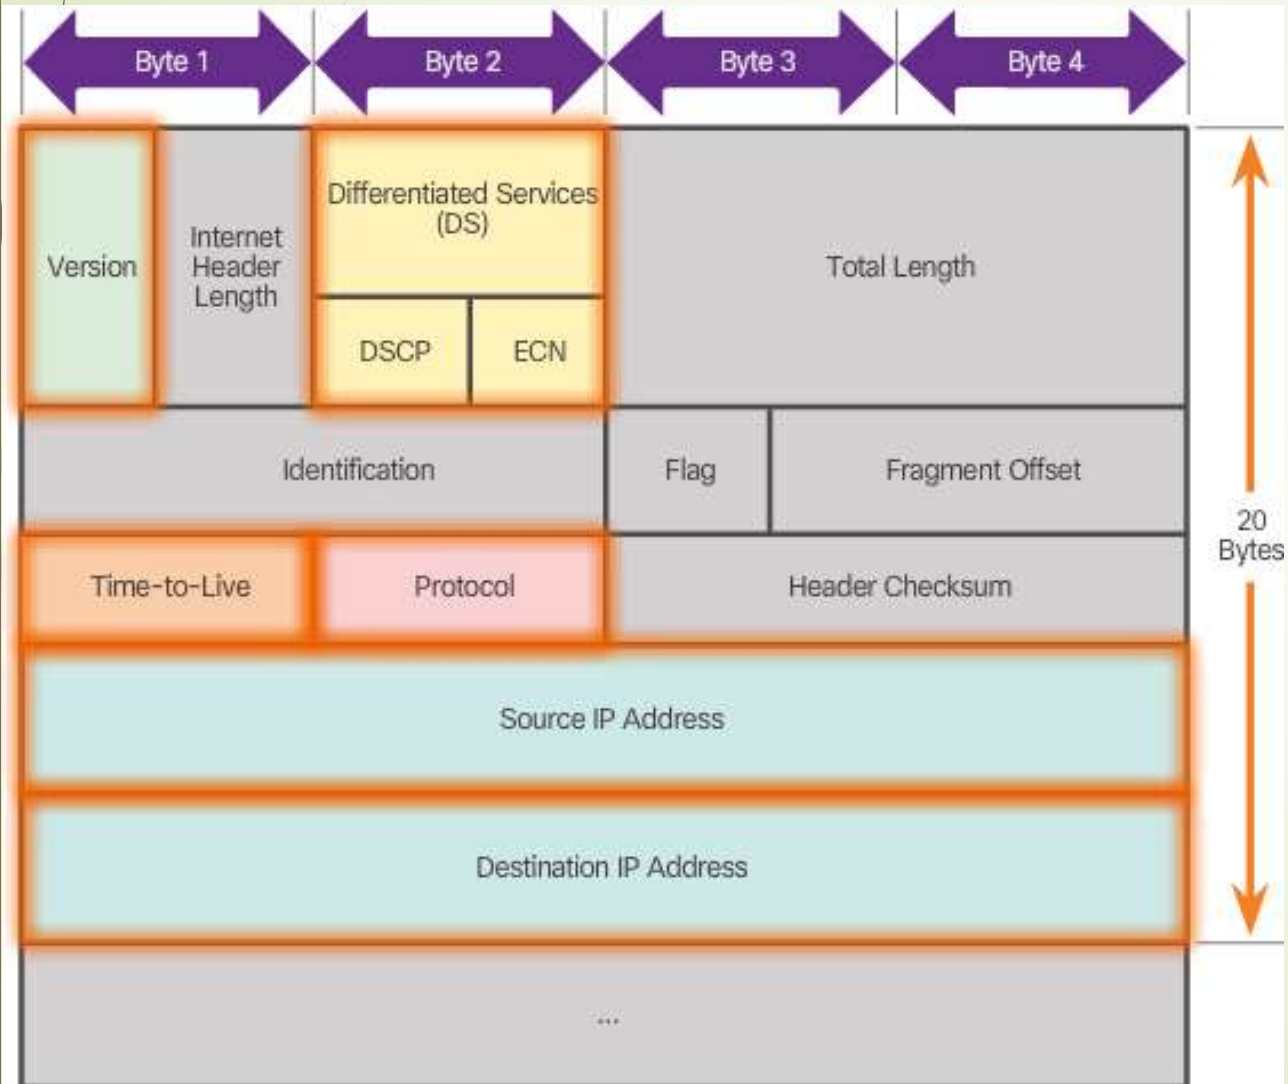 Byte 1
Byte 2
Byte 3
Byte 4
Version
Internet
Header
Length
Differentiated Services
(DS)
DSCP
ECN
Total Length
Identification
Flag
Fragment Offset
20
Bytes
Time-to-Live
Protocol
Header Checksum
Source IP Address
Destination IP Address
...